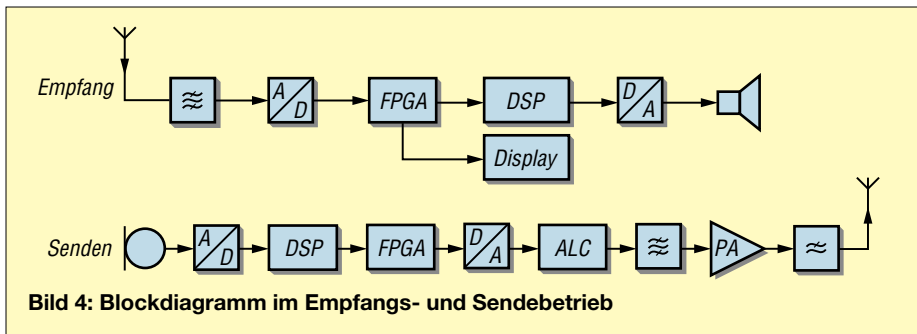 Empfang
A
D
FPGA
DSP
D
A
Display
Senden
A
D
DSP
FPGA
D
A
ALC
PA
Bild 4: Blockdiagramm im Empfangs- und Sendebetrieb